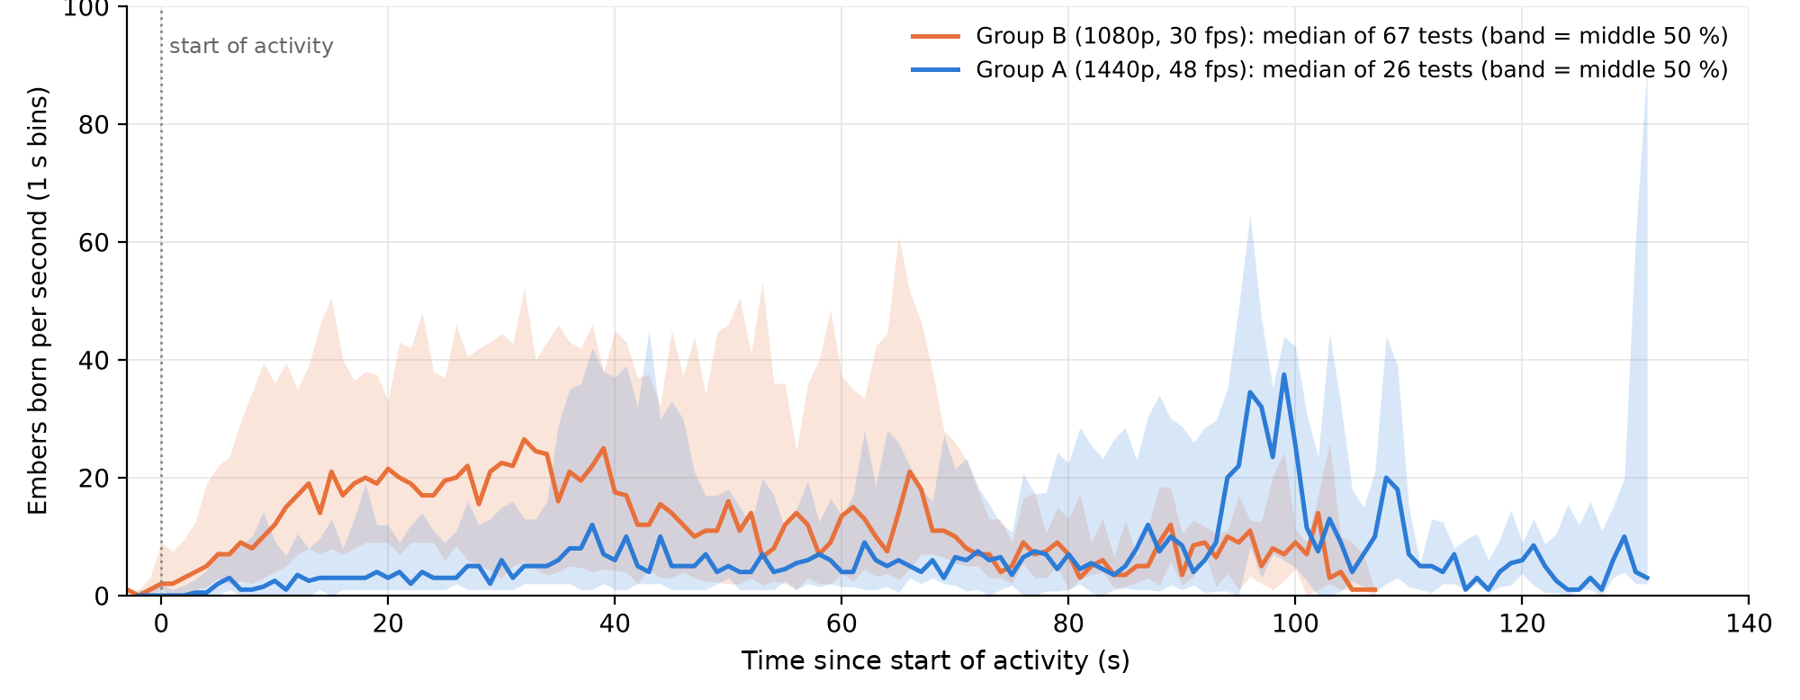 100
80
60
40
20
0
Embers born per second (1 s bins)
start of activity
Group B (1080p, 30 fps): median of 67 tests (band = middle 50 %)
Group A (1440p, 48 fps): median of 26 tests (band = middle 50 %)
0 20 40 60 80 100 120 140
Time since start of activity (s)